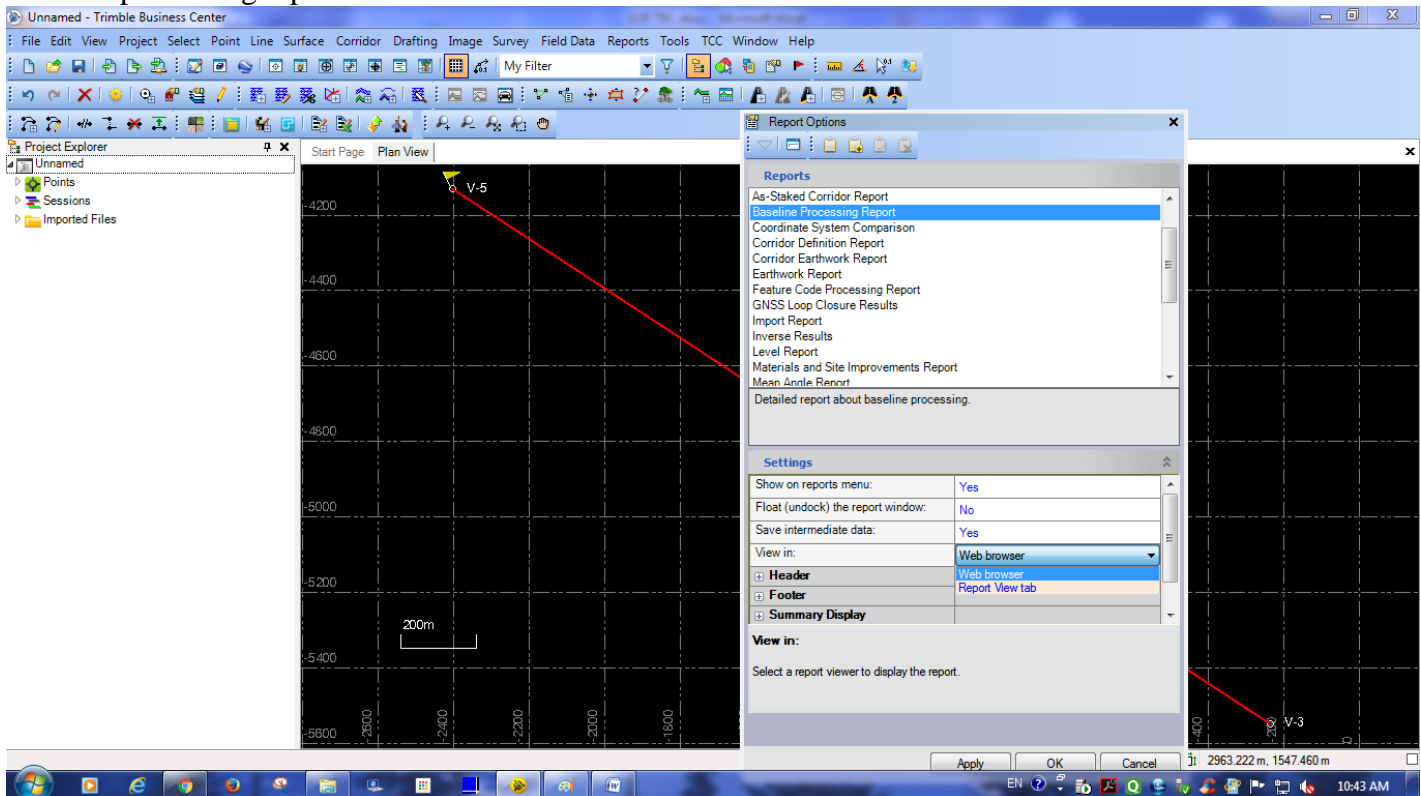 Unnamed - Trimble Business Center
File Edit View Project Select Point Line Surface Corridor Drafting Image Survey Field Data Reports Tools TCC Window Help
My Filter
Project Explorer
Unnamed
Points
Sessions
Imported Files
Start Page Plan View
V-5
-4200
-4400
-4600
-4800
-5000
-5200
200m
-5400
-5600
-2600
-2400
-2200
-2000
-1800
-400
-200
0
V-3
Report Options
Reports
As-Staked Corridor Report
Baseline Processing Report
Coordinate System Comparison
Corridor Definition Report
Corridor Earthwork Report
Earthwork Report
Feature Code Processing Report
GNSS Loop Closure Results
Import Report
Inverse Results
Level Report
Materials and Site Improvements Report
Mean Angle Report
Detailed report about baseline processing.
Settings
Show on reports menu: Yes
Float (undock) the report window: No
Save intermediate data: Yes
View in: Web browser
Web browser
Report View tab
Header
Footer
Summary Display
View in:
Select a report viewer to display the report.
Apply OK Cancel
2963.222 m, 1547.460 m
EN
10:43 AM